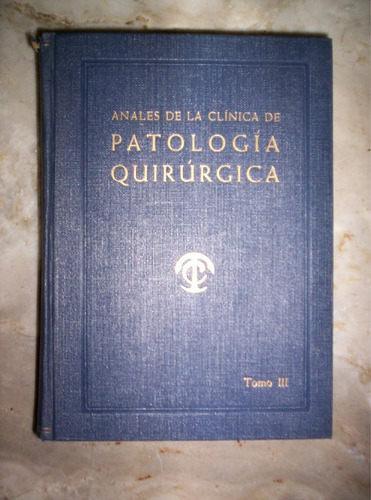 ANALES DE LA CLÍNICA DE
PATOLOGÍA
QUIRÚRGICA
Tomo III